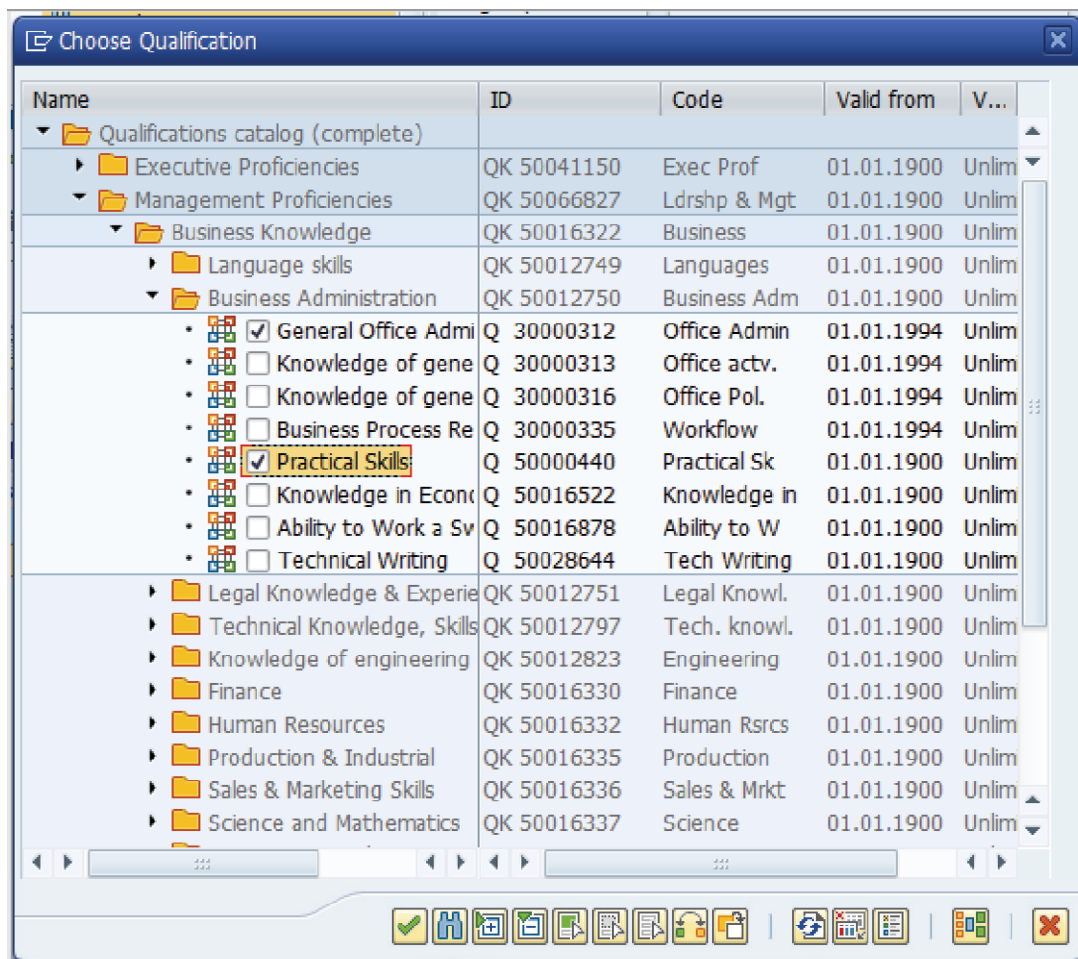 Choose Qualification
Name ID Code Valid from V...
Qualifications catalog (complete)
Executive Proficiencies QK 50041150 Exec Prof 01.01.1900 Unlim
Management Proficiencies QK 50066827 Ldrshp & Mgt 01.01.1900 Unlim
Business Knowledge QK 50016322 Business 01.01.1900 Unlim
Language skills QK 50012749 Languages 01.01.1900 Unlim
Business Administration QK 50012750 Business Adm 01.01.1900 Unlim
General Office Admi Q 30000312 Office Admin 01.01.1994 Unlim
Knowledge of gene Q 30000313 Office actv. 01.01.1994 Unlim
Knowledge of gene Q 30000316 Office Pol. 01.01.1994 Unlim
Business Process Re Q 30000335 Workflow 01.01.1994 Unlim
Practical Skills Q 50000440 Practical Sk 01.01.1994 Unlim
Knowledge in Econo Q 50016522 Knowledge in 01.01.1994 Unlim
Ability to Work a Sw Q 50016878 Ability to W 01.01.1994 Unlim
Technical Writing Q 50028644 Tech Writing 01.01.1994 Unlim
Legal Knowledge & Experie QK 50012751 Legal Knowl. 01.01.1900 Unlim
Technical Knowledge, Skills QK 50012797 Tech. knowl. 01.01.1900 Unlim
Knowledge of engineering QK 50012823 Engineering 01.01.1900 Unlim
Finance QK 50016330 Finance 01.01.1900 Unlim
Human Resources QK 50016332 Human Rsrcs 01.01.1900 Unlim
Production & Industrial QK 50016335 Production 01.01.1900 Unlim
Sales & Marketing Skills QK 50016336 Sales & Mrkt 01.01.1900 Unlim
Science and Mathematics QK 50016337 Science 01.01.1900 Unlim